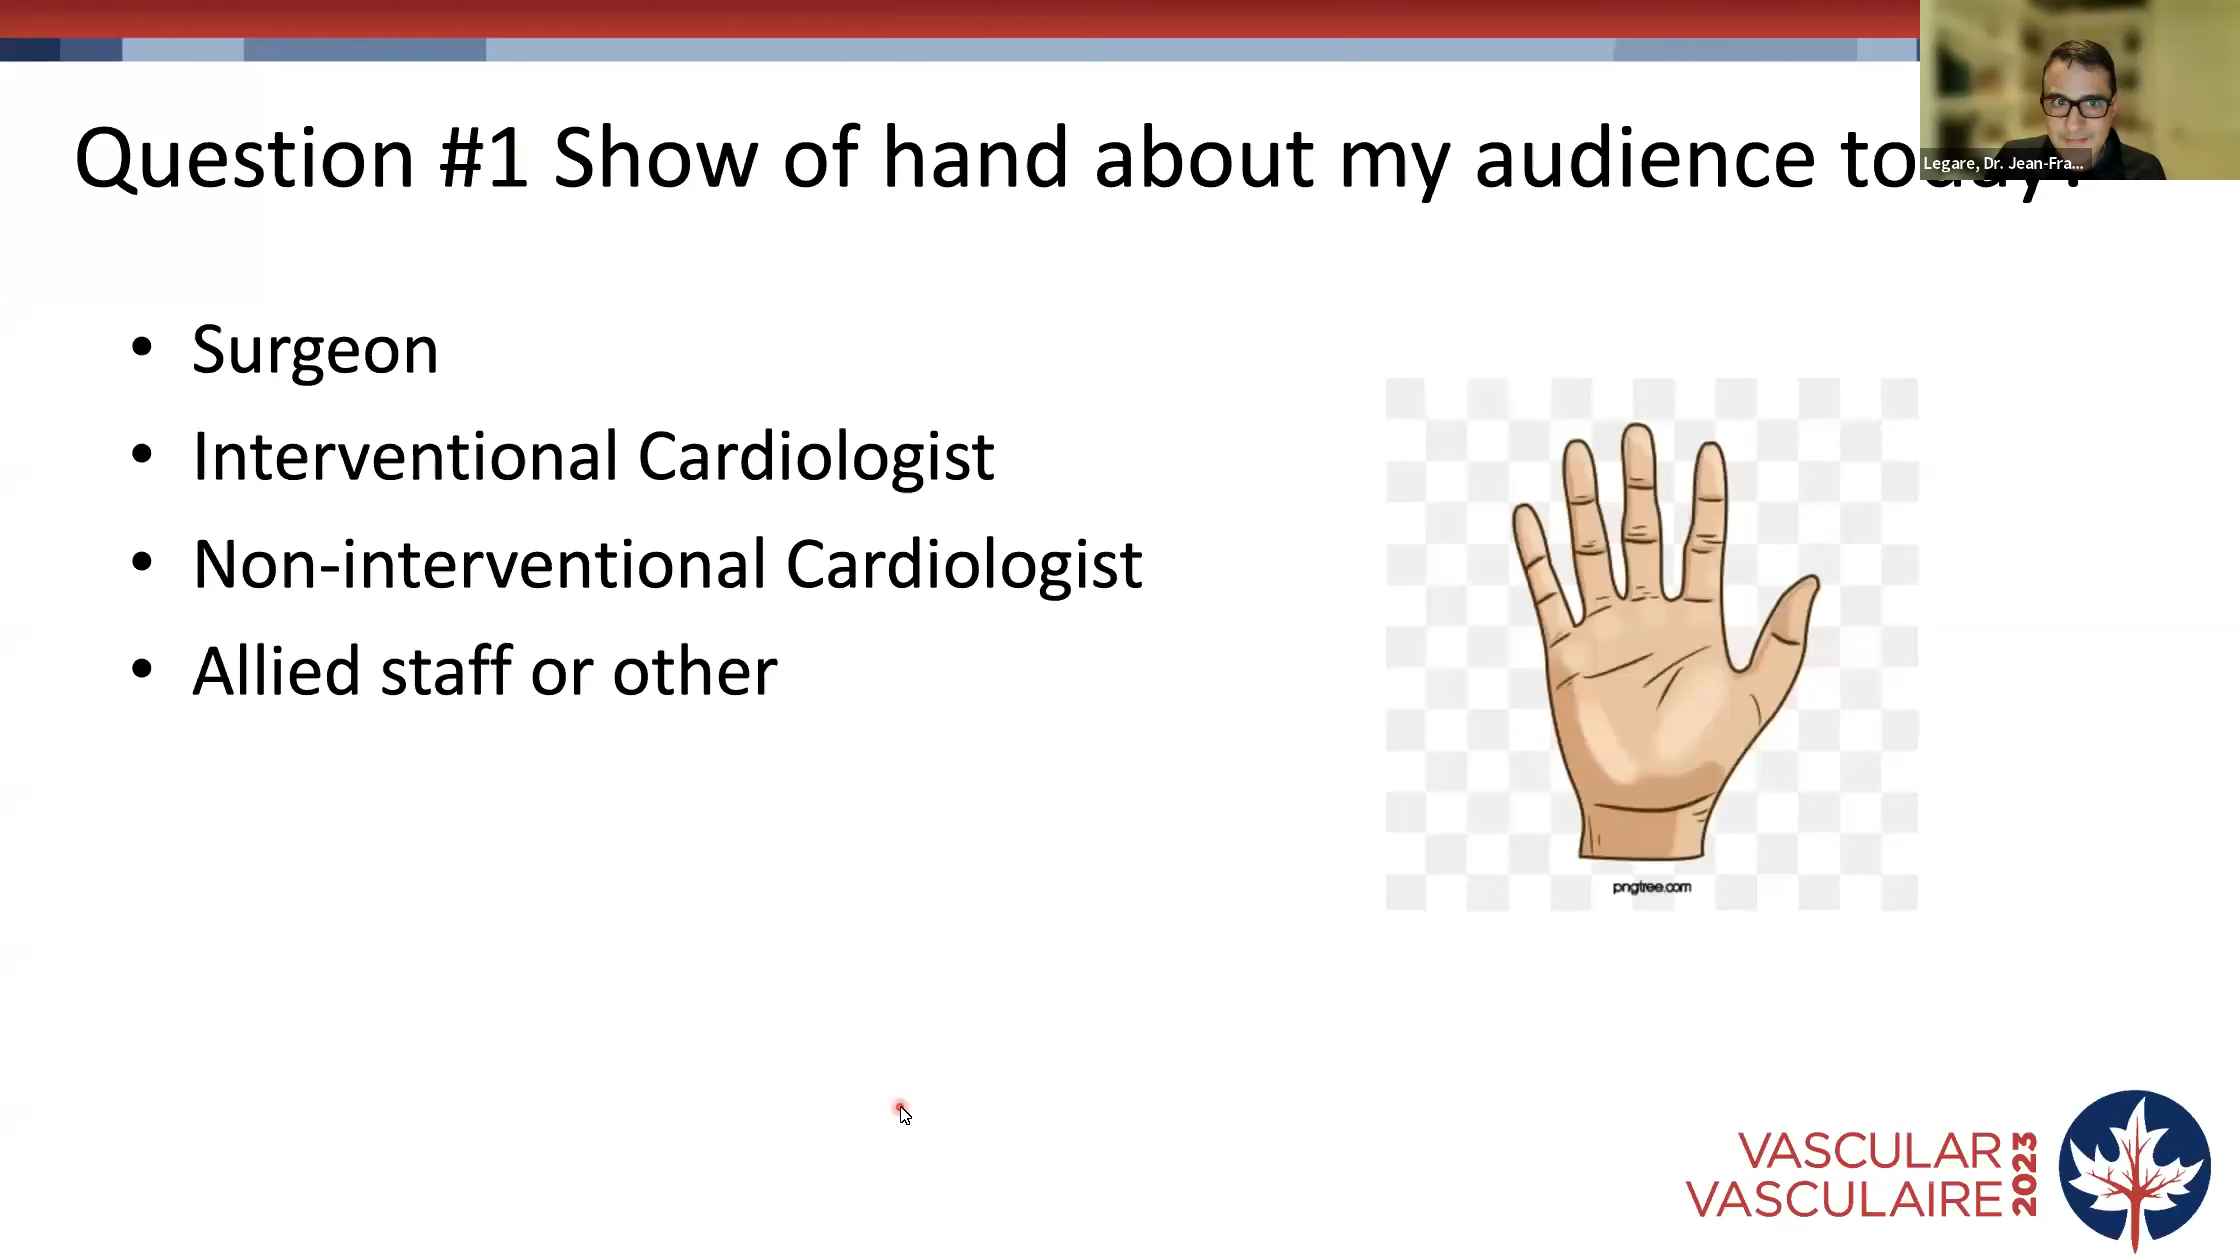 Question #1 Show of hand about my audience today?
Legare, Dr. Jean-Fra...
• Surgeon
• Interventional Cardiologist
• Non-interventional Cardiologist
• Allied staff or other
pngtree.com
VASCULAR
VASCULAIRE
2023